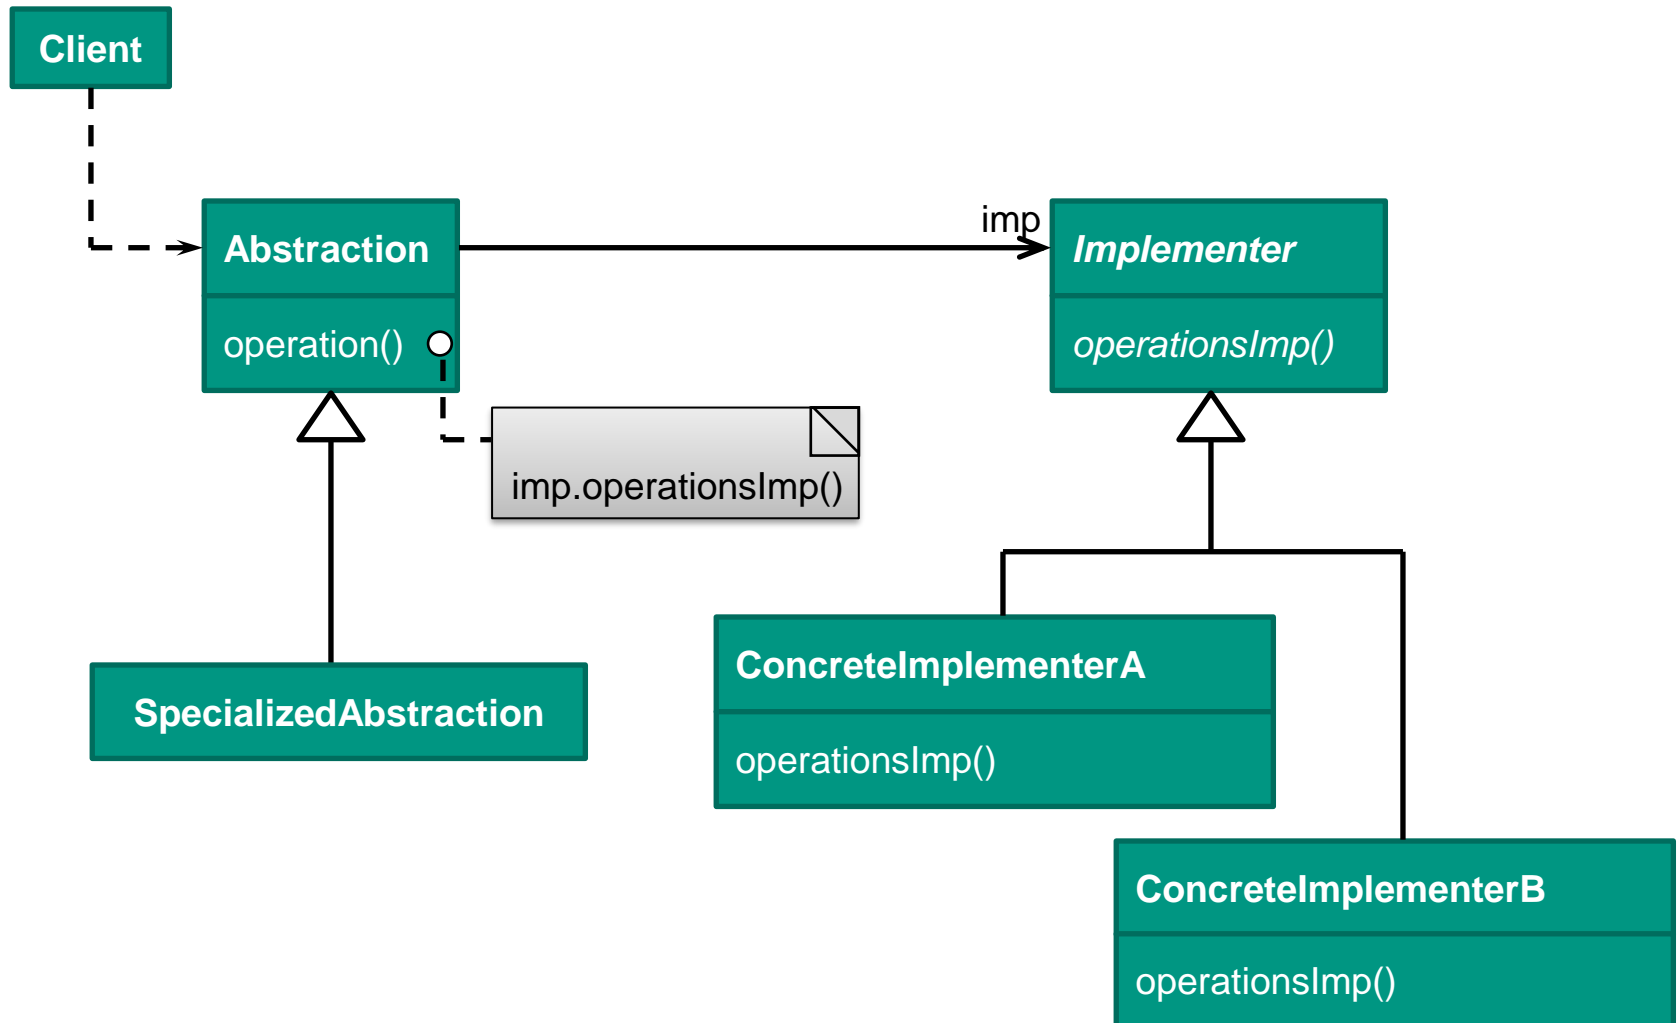 Client
Abstraction
operation()
imp
Implementer
operationsImp()
imp.operationsImp()
SpecializedAbstraction
ConcreteImplementerA
operationsImp()
ConcreteImplementerB
operationsImp()